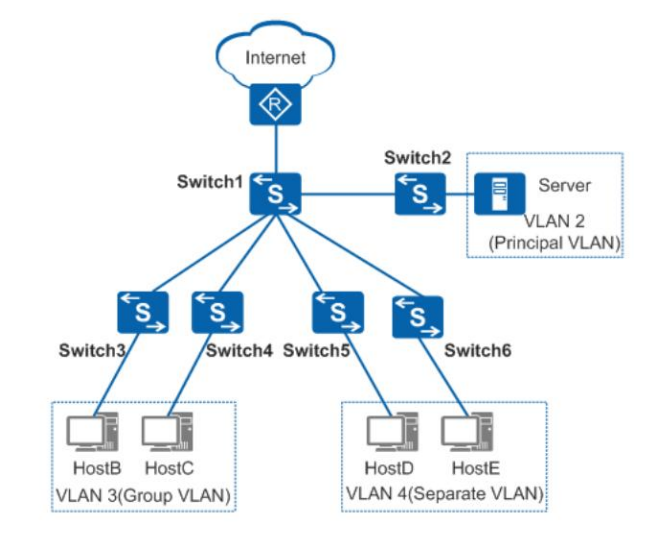 Internet
R
Switch2
Switch1
S
S
Server
VLAN 2
(Principal VLAN)
S
S
S
S
Switch3
Switch4
Switch5
Switch6
HostB
HostC
HostD
HostE
VLAN 3(Group VLAN)
VLAN 4(Separate VLAN)